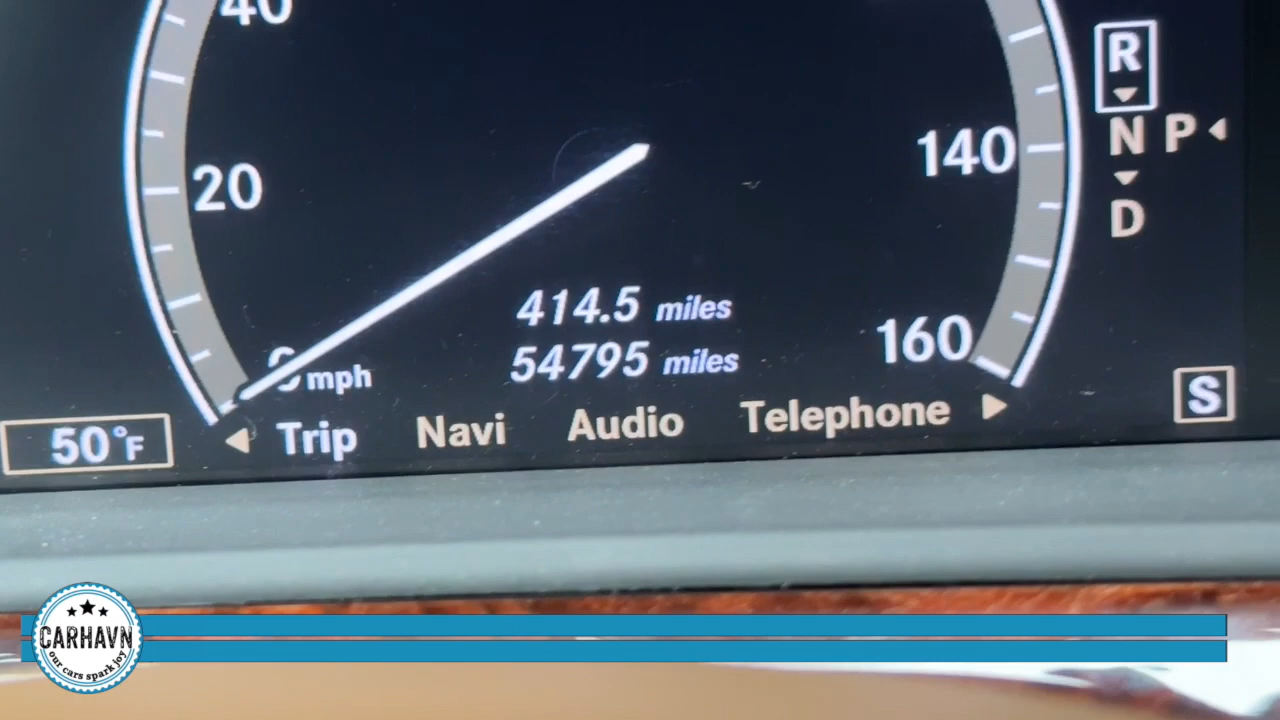 40
20
0 mph
140
160
414.5 miles
54795 miles
R
N P
D
S
50°F
Trip Navi Audio Telephone
CARHAVN
our cars spark joy